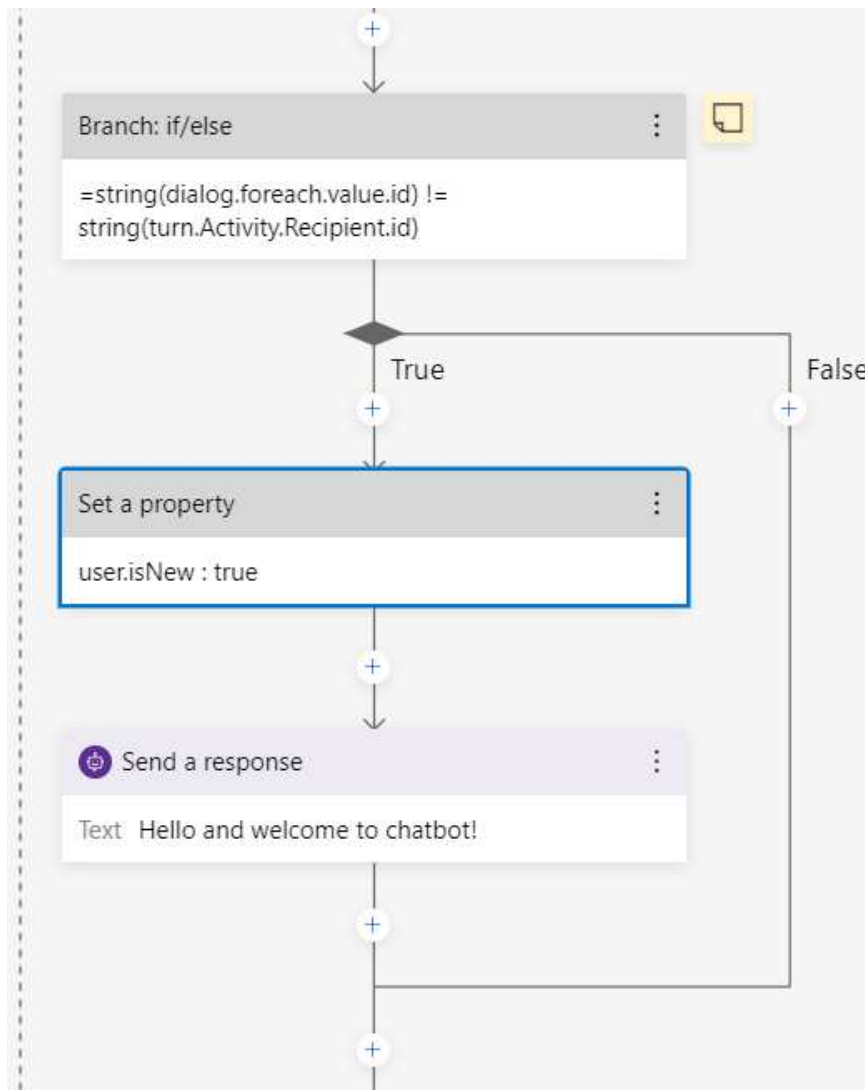 Branch: if/else
=string(dialog.foreach.value.id) !=
string(turn.Activity.Recipient.id)
True
False
Set a property
user.isNew : true
Send a response
Text Hello and welcome to chatbot!